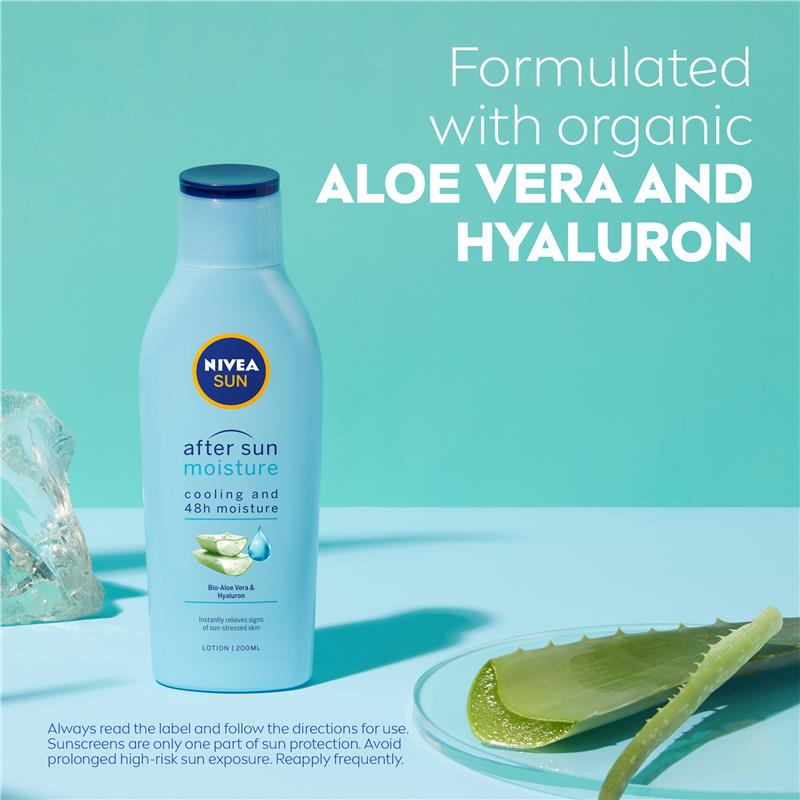 Formulated
with organic
ALOE VERA AND
HYALURON
NIVEA
SUN
after sun
moisture
cooling and
48h moisture
Bio-Aloe Vera &
Hyaluron
Instantly relieves signs
of sun-stressed skin
LOTION | 200ML
Always read the label and follow the directions for use.
Sunscreens are only one part of sun protection. Avoid
prolonged high-risk sun exposure. Reapply frequently.